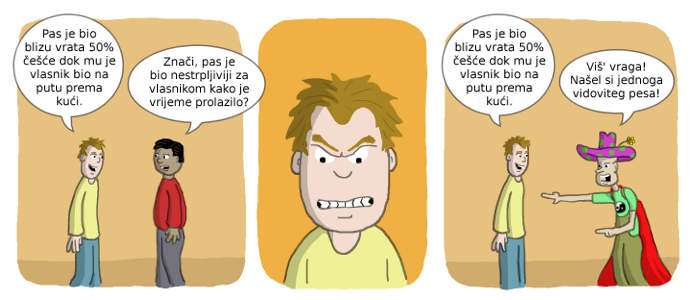 Pas je bio
blizu vrata 50%
češće dok mu je
vlasnik bio na
putu prema
kući.
Znači, pas je
bio nestrpljiviji za
vlasnikom kako je
vrijeme prolazilo?
Pas je bio
blizu vrata 50%
češće dok mu je
vlasnik bio na
putu prema
kući.
Viš' vraga!
Našel si jednoga
vidoviteg pesa!